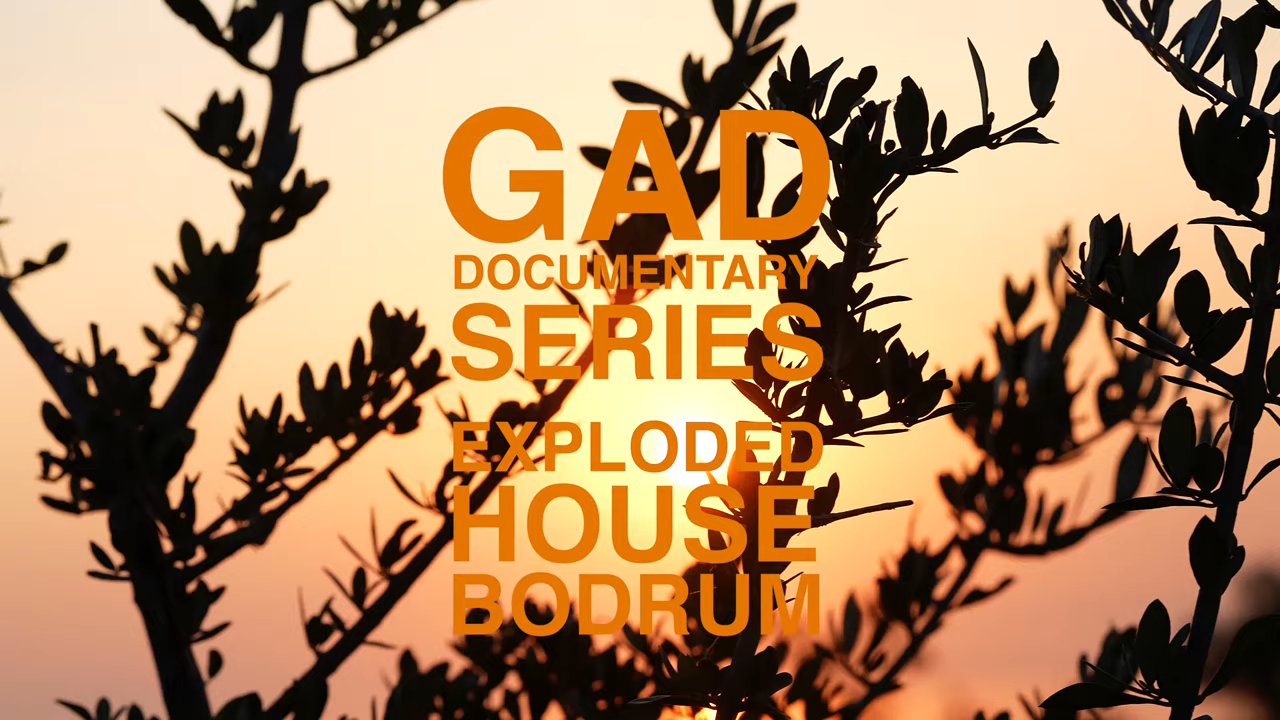 GAD
DOCUMENTARY
SERIES
EXPLODED
HOUSE
BODRUM